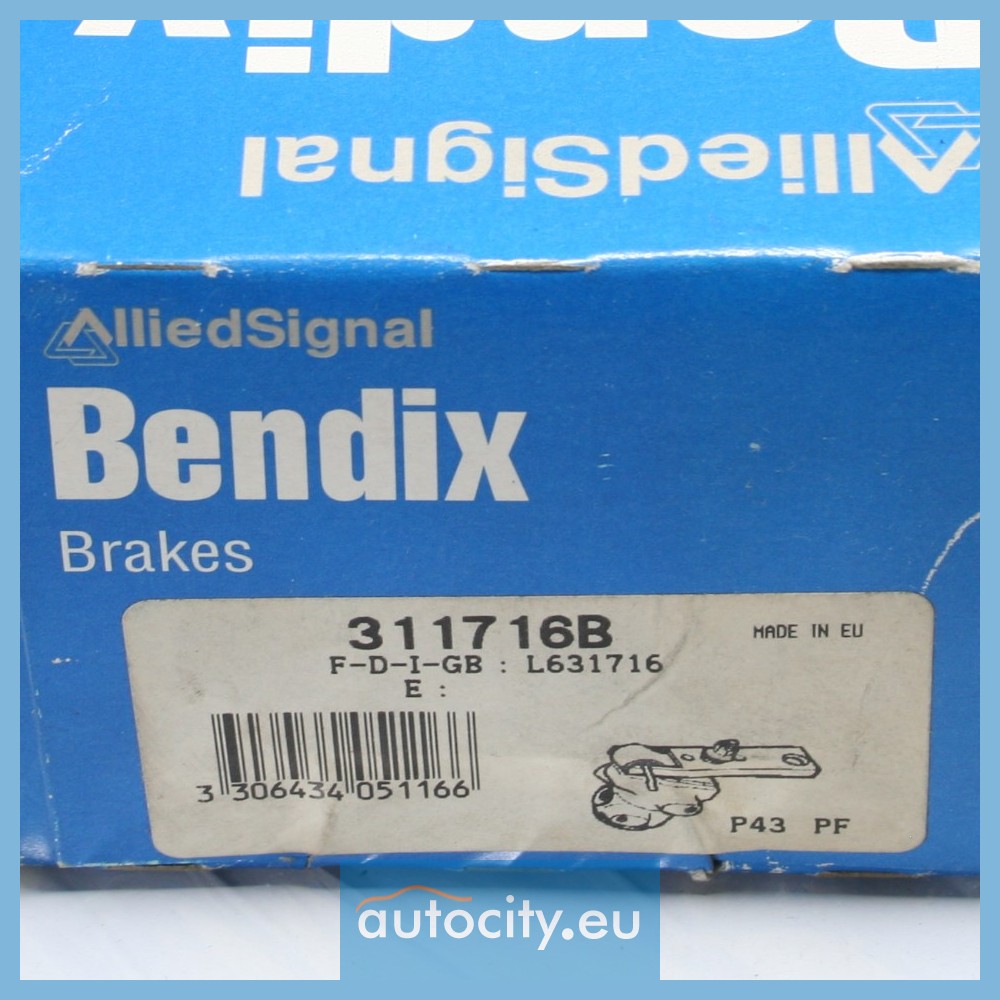 Bendix
AlliedSignal
AlliedSignal
Bendix
Brakes
311716B
MADE IN EU
F-D-I-GB : L631716
E :
3 306434 051166
P43 PF
autocity.eu